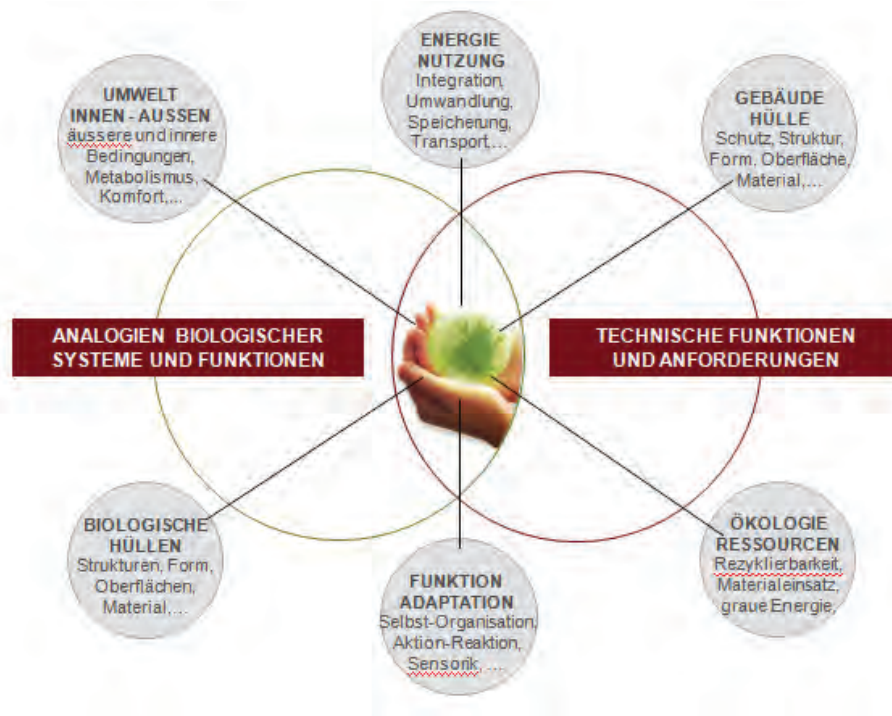 ENERGIE
NUTZUNG
Integration,
Umwandlung,
Speicherung,
Transport,...
UMWELT
INNEN - AUSSEN
äussere und innere
Bedingungen,
Metabolismus,
Komfort,...
GEBÄUDE
HÜLLE
Schutz, Struktur,
Form, Oberfläche,
Material,...
ANALOGIEN BIOLOGISCHER
SYSTEME UND FUNKTIONEN
TECHNISCHE FUNKTIONEN
UND ANFORDERUNGEN
BIOLOGISCHE
HÜLLEN
Strukturen, Form,
Oberflächen,
Material,...
FUNKTION
ADAPTATION
Selbst-Organisation,
Aktion-Reaktion,
Sensorik, ....
ÖKOLOGIE
RESSOURCEN
Rezyklierbarkeit,
Materialeinsatz,
graue Energie,